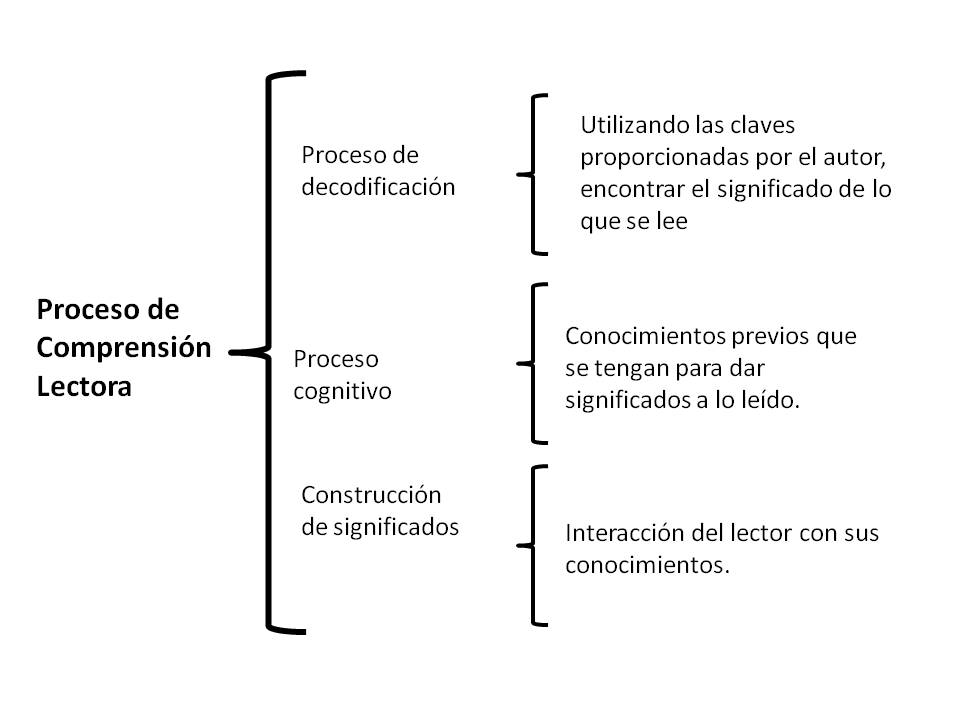 Proceso de
Comprensión
Lectora
Proceso de
decodificación
Utilizando las claves
proporcionadas por el autor,
encontrar el significado de lo
que se lee
Proceso
cognitivo
Conocimientos previos que
se tengan para dar
significados a lo leído.
Construcción
de significados
Interacción del lector con sus
conocimientos.